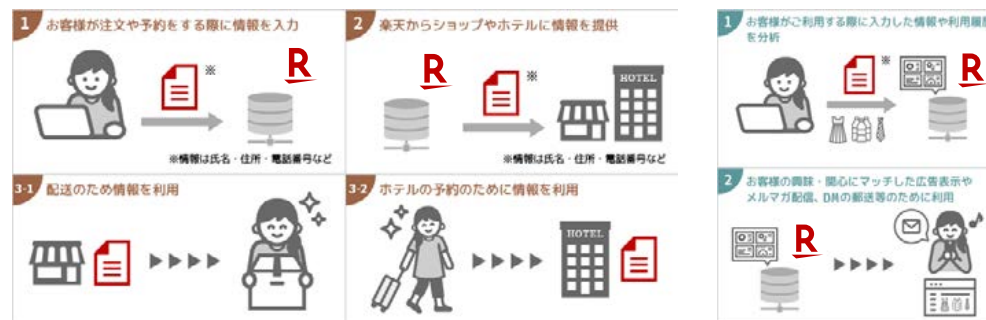 1 お客様が注文や予約をする際に情報を入力
※
R
※情報は氏名・住所・電話番号など
2 楽天からショップやホテルに情報を提供
R
※
HOTEL
※情報は氏名・住所・電話番号など
3-1 配送のため情報を利用
3-2 ホテルの予約のために情報を利用
HOTEL
1 お客様がご利用する際に入力した情報や利用履歴
を分析
※
R
2 お客様の興味・関心にマッチした広告表示や
メルマガ配信、DMの郵送等のために利用
R